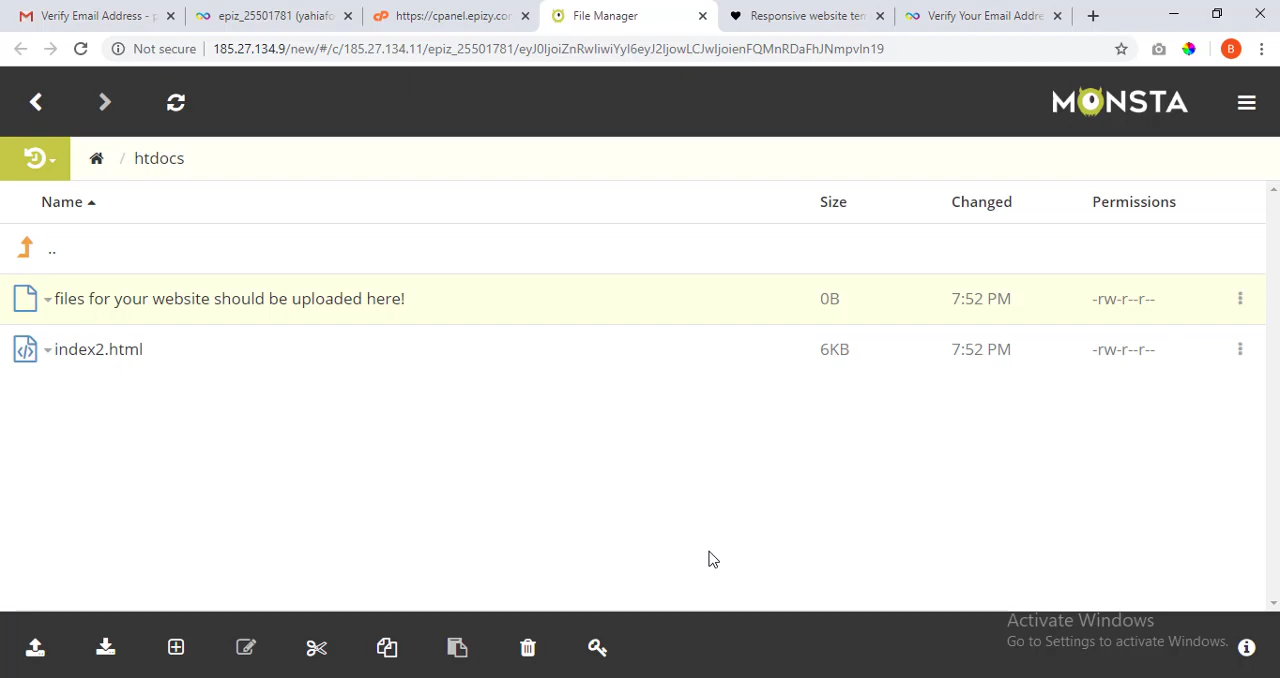 Verify Email Address - p
epiz_25501781 (yahiafo
https://cpanel.epizy.co
File Manager
Responsive website ter
Verify Your Email Addre
Not secure
185.27.134.9/new/#/c/185.27.134.11/epiz_25501781/eyJ0IjoiZnRwIiwiYyI6eyJ2IjowLCJwIjoienFQMnRDaFhJNmpvIn19
B
MONSTA
/ htdocs
Name
Size
Changed
Permissions
..
files for your website should be uploaded here!
0B
7:52 PM
-rw-r--r--
index2.html
6KB
7:52 PM
-rw-r--r--
Activate Windows
Go to Settings to activate Windows.